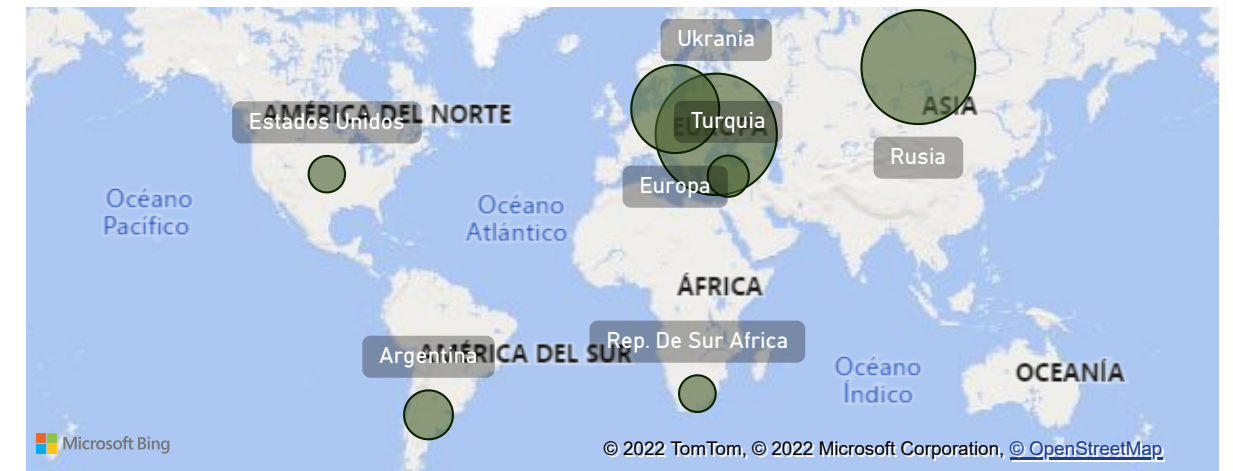 Ukrania
AMÉRICA DEL NORTE
Estados Unidos
EUROPA
Turquia
ASIA
Rusia
Europa
Océano
Pacífico
Océano
Atlántico
ÁFRICA
Rep. De Sur Africa
AMÉRICA DEL SUR
Argentina
Océano
Índico
OCEANÍA
Microsoft Bing
© 2022 TomTom, © 2022 Microsoft Corporation, © OpenStreetMap